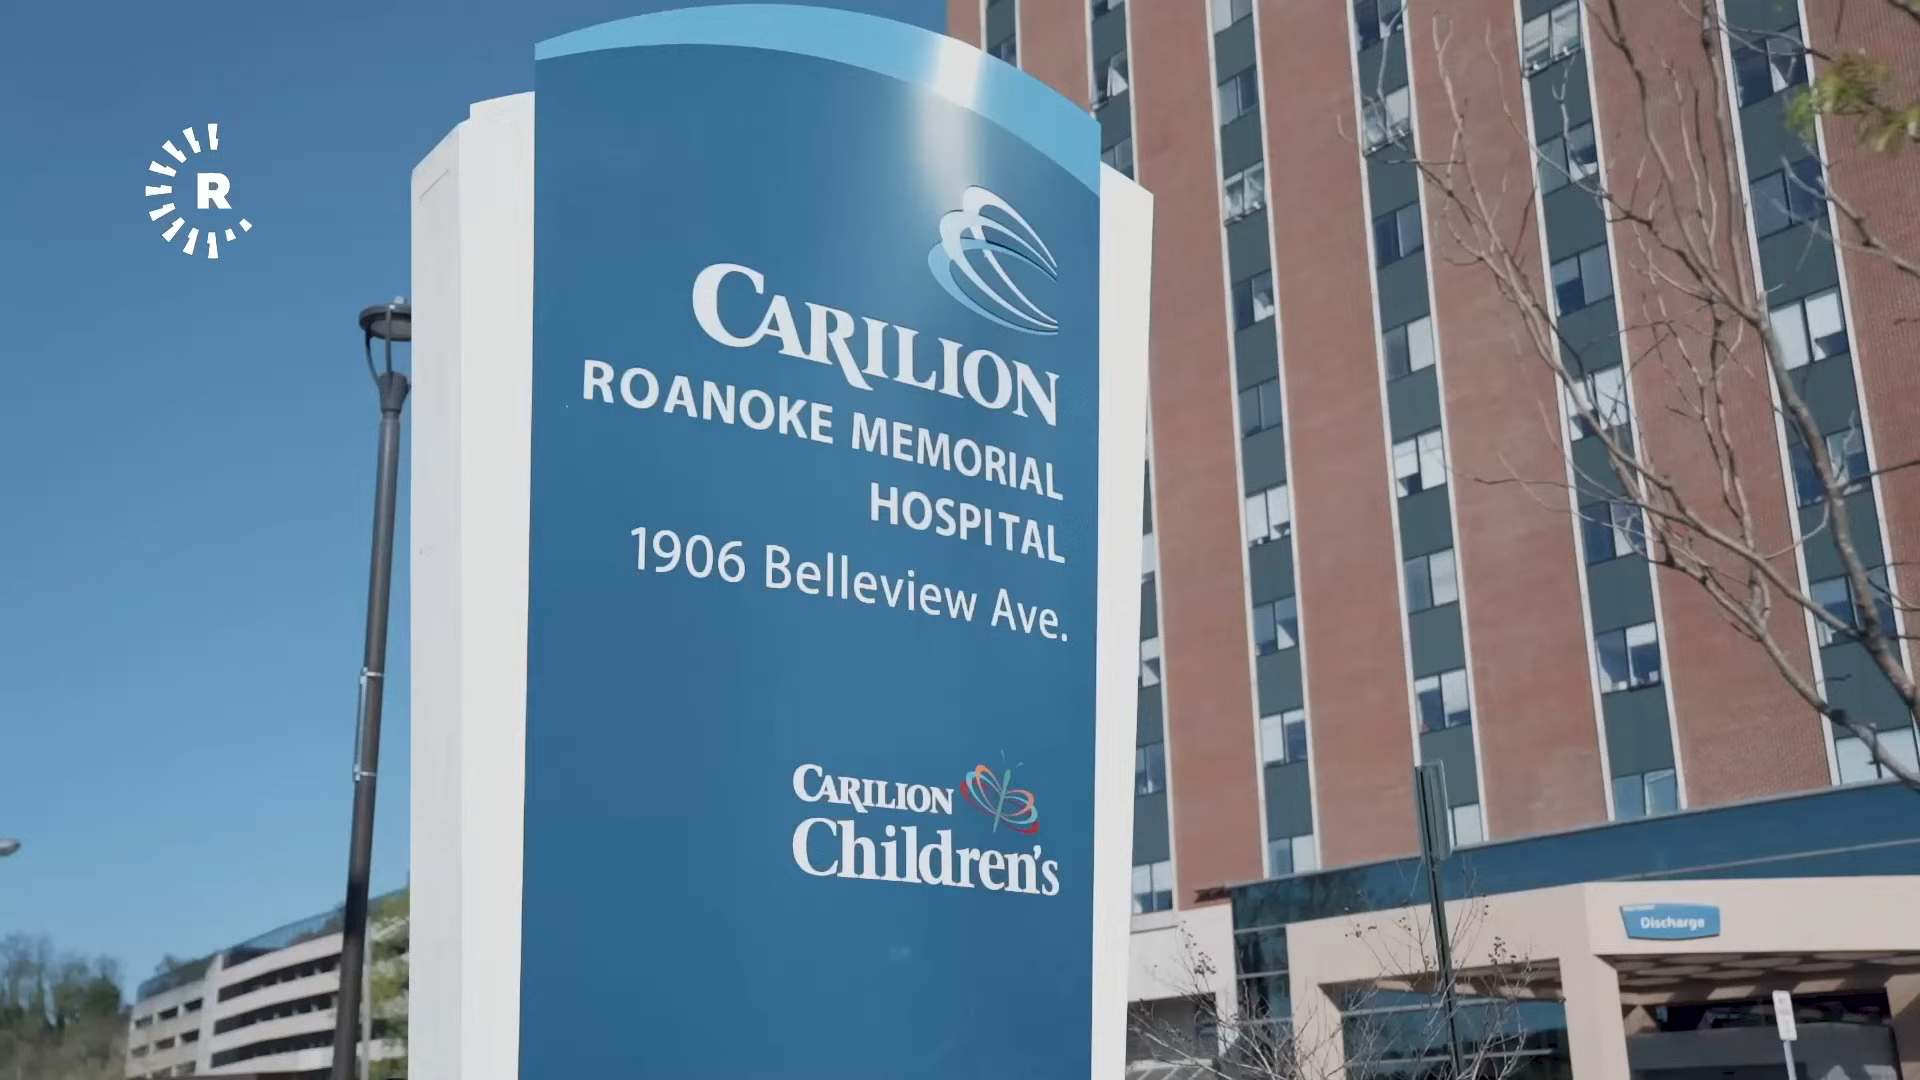 R
CARILION
ROANOKE MEMORIAL
HOSPITAL
1906 Belleview Ave.
CARILION
Children's
Discharge